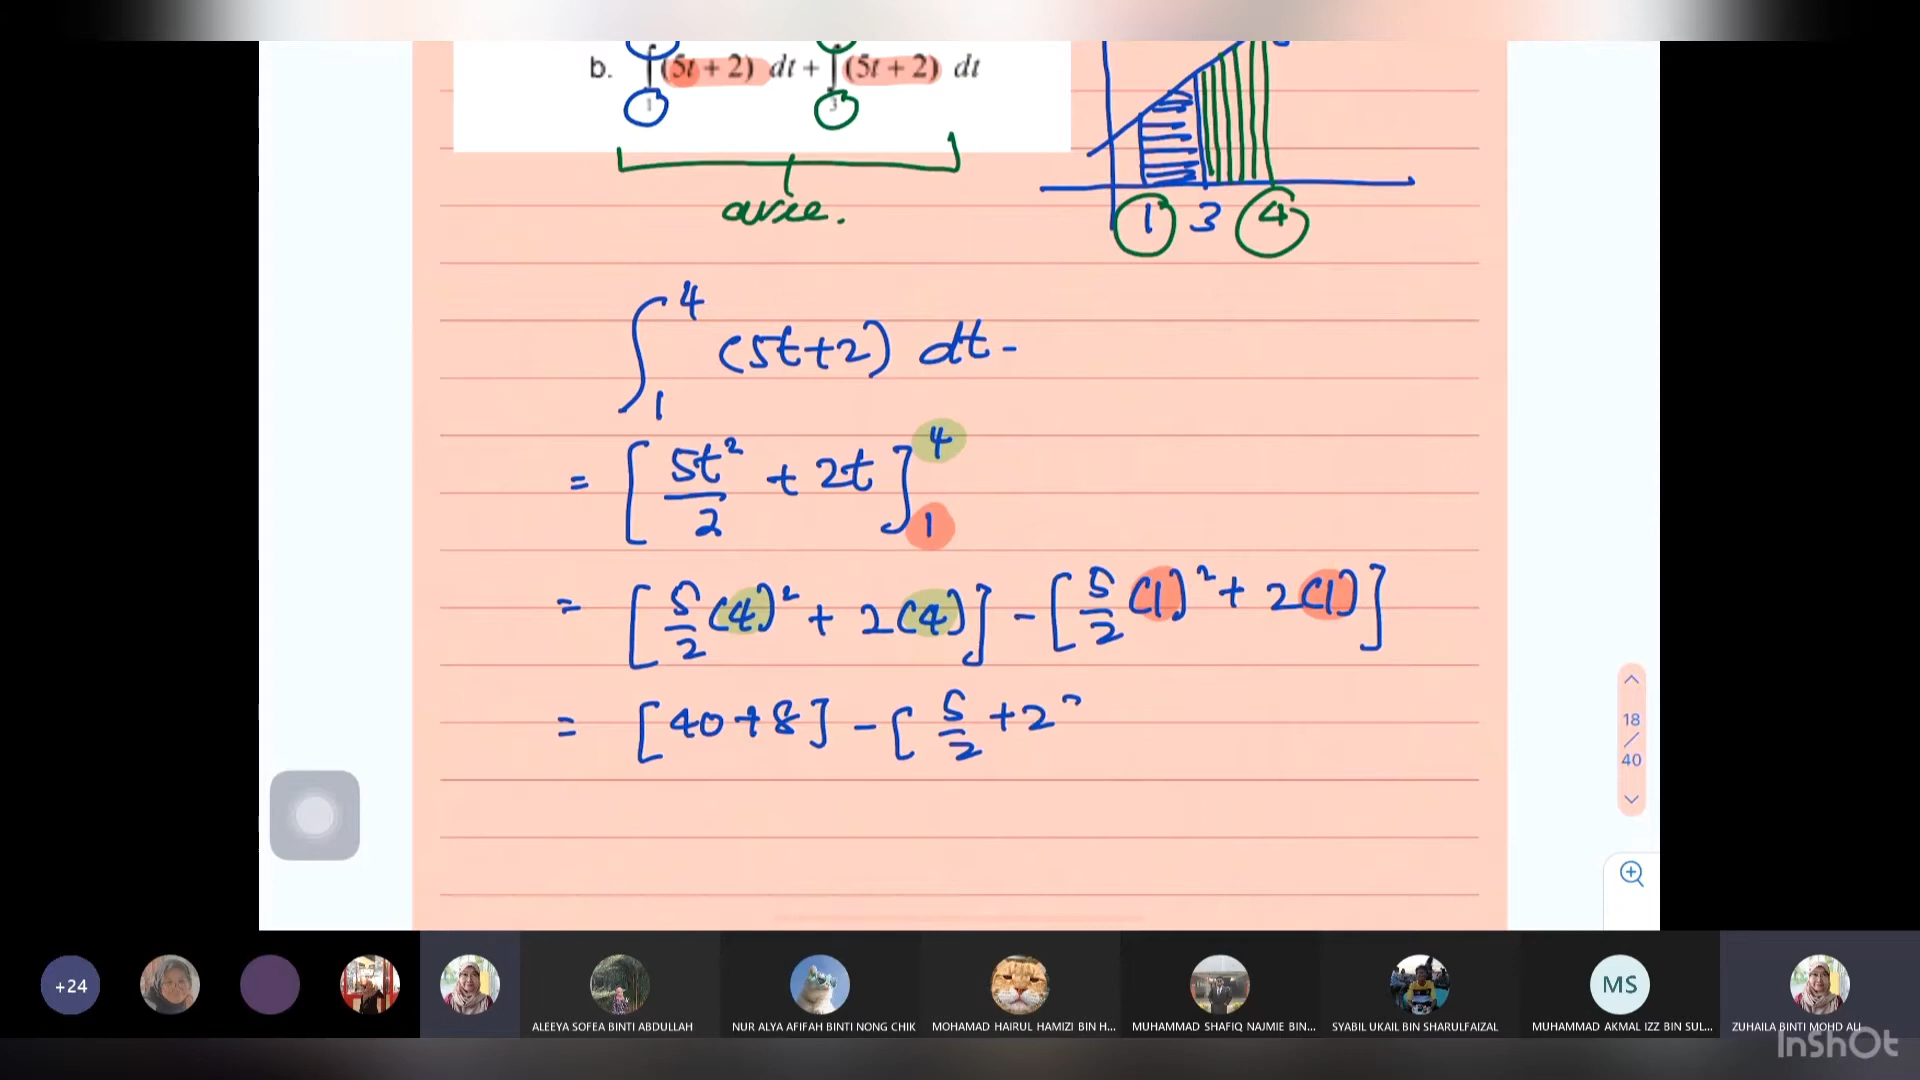 b. ∫₁ (5t + 2) dt + ∫₃ (5t + 2) dt
1 3 4
∫₁⁴ (5t+2) dt -
= [5t²/2 + 2t]₁⁴
= [5/2 (4)² + 2(4)] - [5/2 (1)² + 2(1)]
= [40+8] - [5/2 +2
18
/
40
+24
ALEEYA SOFEA BINTI ABDULLAH
NUR ALYA AFIFAH BINTI NONG CHIK
MOHAMAD HAIRUL HAMIZI BIN H...
MUHAMMAD SHAFIQ NAJMIE BIN...
SYABIL UKAIL BIN SHARULFAIZAL
MS
MUHAMMAD AKMAL IZZ BIN SUL...
ZUHAILA BINTI MOHD ALI
InShOt